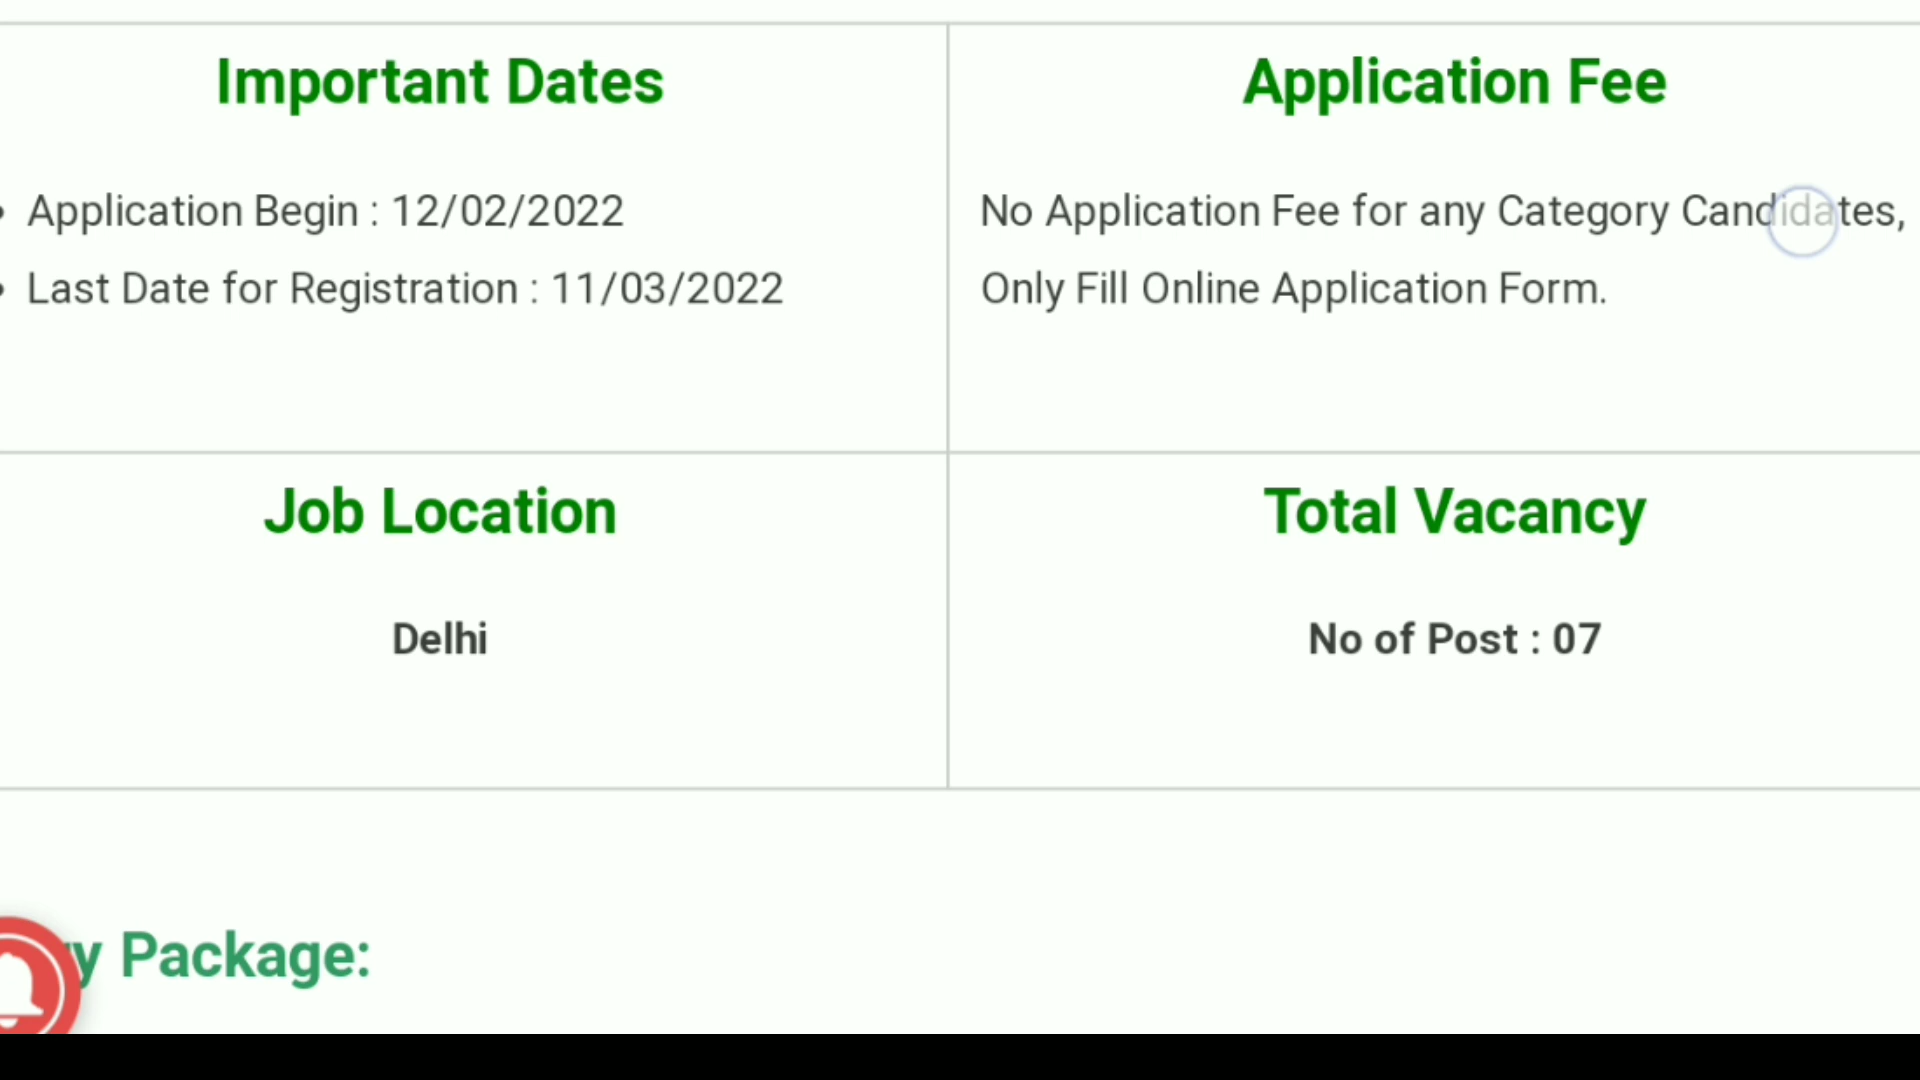 Important Dates
• Application Begin : 12/02/2022
• Last Date for Registration : 11/03/2022
Application Fee
No Application Fee for any Category Candidates,
Only Fill Online Application Form.
Job Location
Delhi
Total Vacancy
No of Post : 07
Package: